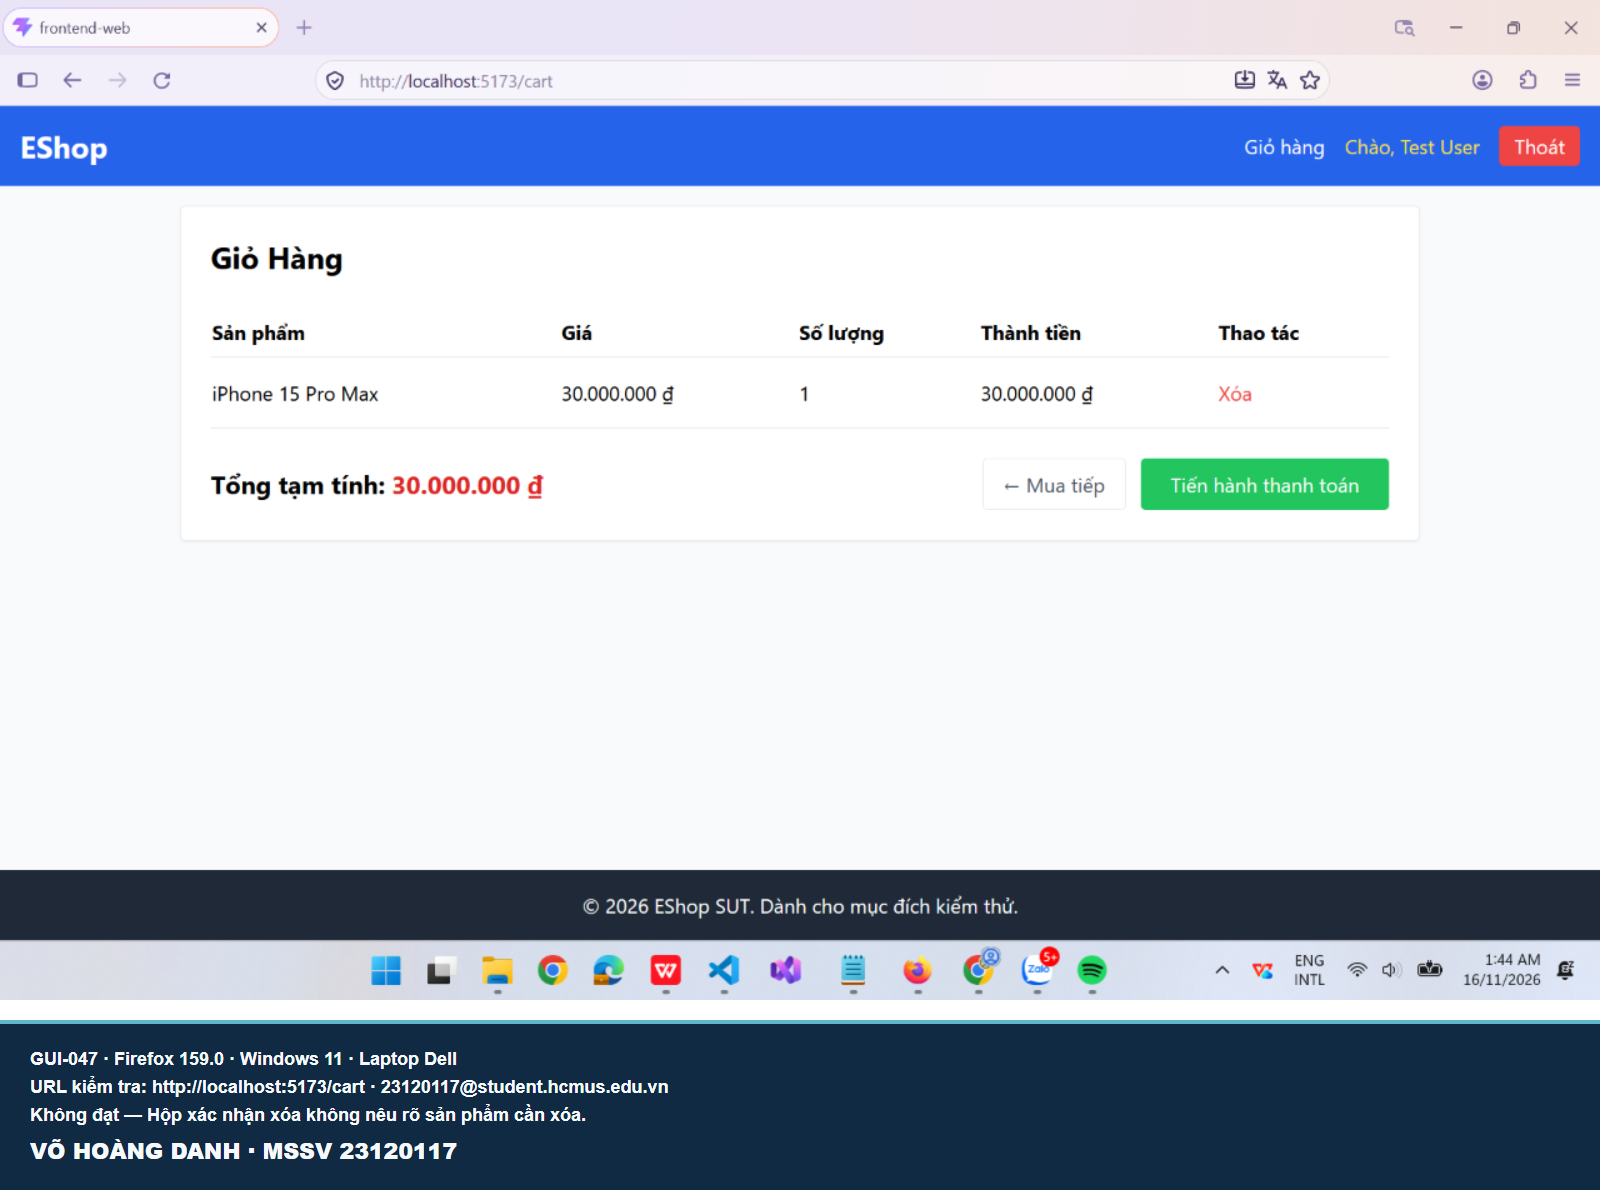 frontend-web
http://localhost:5173/cart
EShop
Giỏ hàng
Chào, Test User
Thoát
Giỏ Hàng
Sản phẩm Giá Số lượng Thành tiền Thao tác
iPhone 15 Pro Max 30.000.000 ₫ 1 30.000.000 ₫ Xóa
Tổng tạm tính: 30.000.000 ₫
← Mua tiếp
Tiến hành thanh toán
© 2026 EShop SUT. Dành cho mục đích kiểm thử.
Zalo
5+
ENG
INTL
1:44 AM
16/11/2026
GUI-047 · Firefox 159.0 · Windows 11 · Laptop Dell
URL kiểm tra: http://localhost:5173/cart · 23120117@student.hcmus.edu.vn
Không đạt — Hộp xác nhận xóa không nêu rõ sản phẩm cần xóa.
VÕ HOÀNG DANH · MSSV 23120117